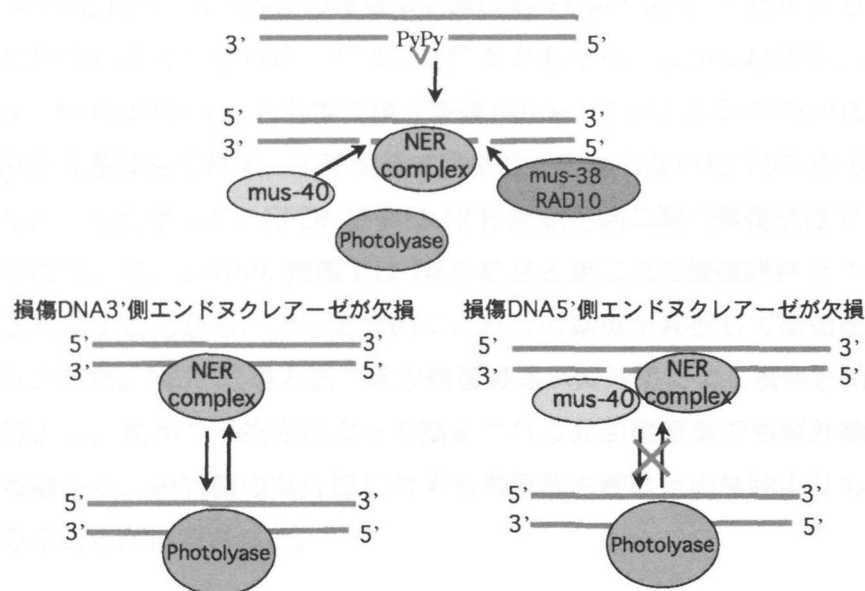 3' PyPy 5'
5' 3'
3' NER complex 5'
mus-40
mus-38
RAD10
Photolyase
損傷DNA3'側エンドヌクレアーゼが欠損
5' 3'
3' NER complex 5'
5' 3'
3' 5'
Photolyase
損傷DNA5'側エンドヌクレアーゼが欠損
5' 3'
3' NER complex 5'
mus-40
5' 3'
3' 5'
Photolyase